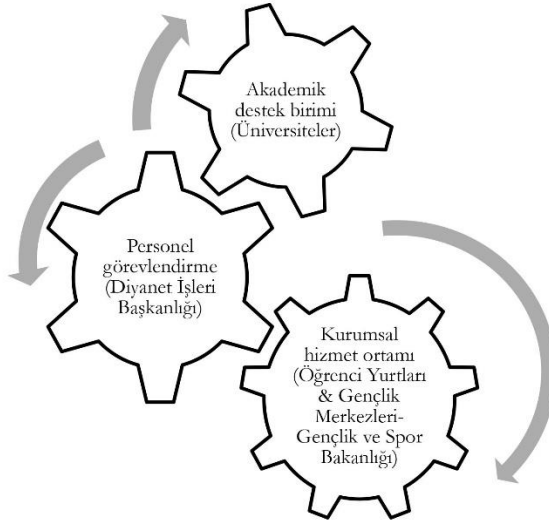 Akademik
destek birimi
(Üniversiteler)
Personel
görevlendirme
(Diyanet İşleri
Başkanlığı)
Kurumsal
hizmet ortamı
(Öğrenci Yurtları
& Gençlik
Merkezleri-
Gençlik ve Spor
Bakanlığı)